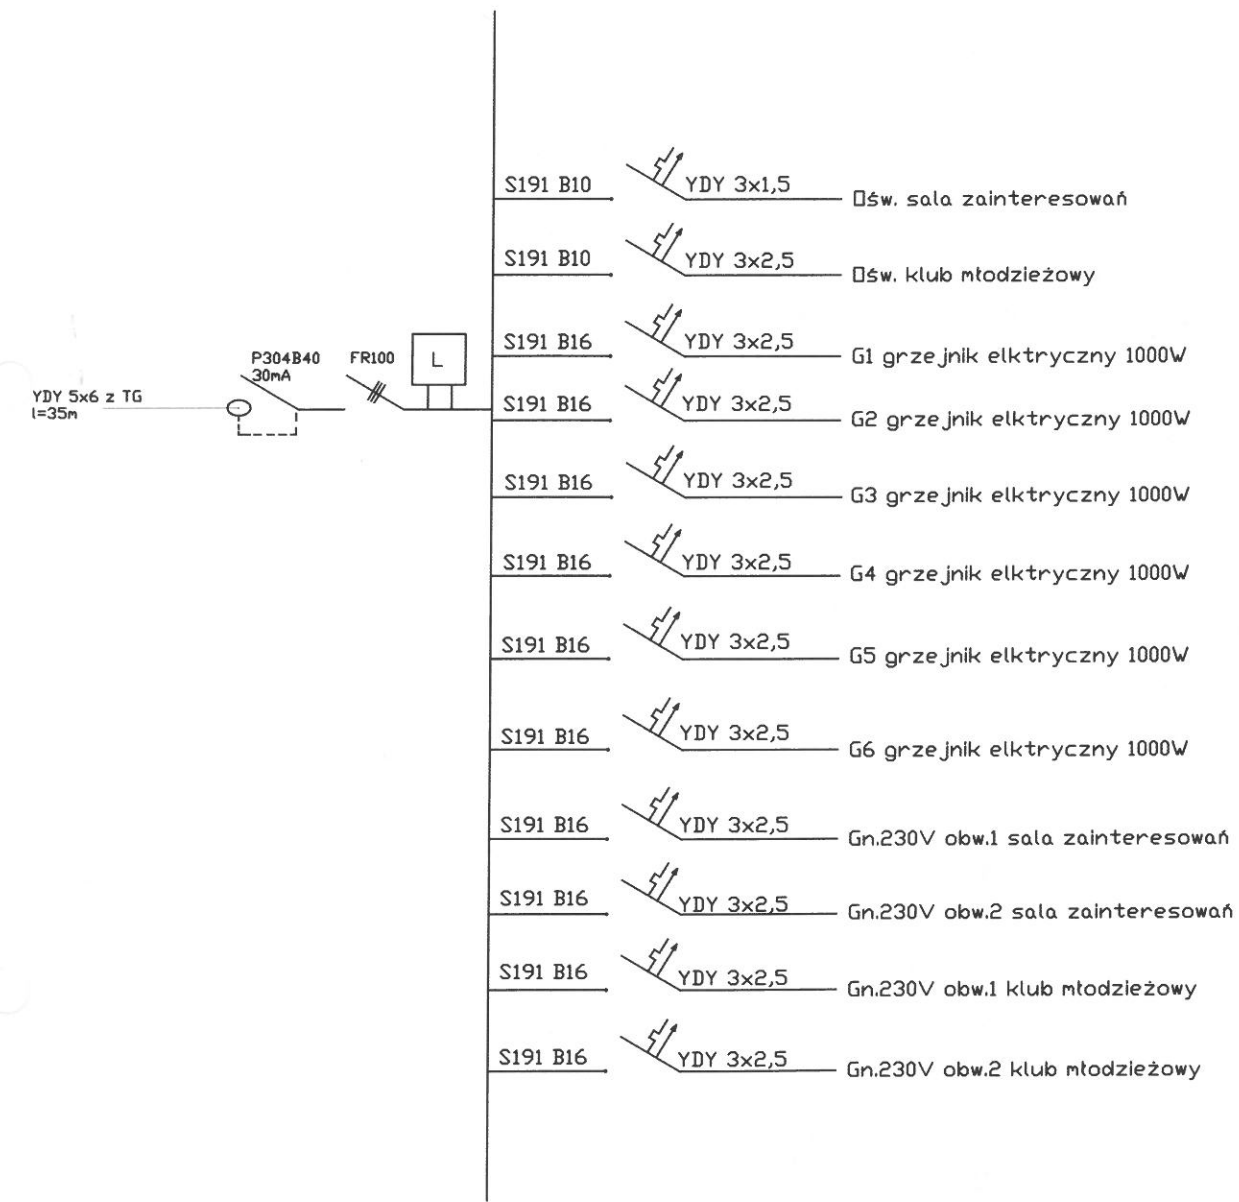 S191 B10
YDY 3x1,5
Ośw. sala zainteresowań
S191 B10
YDY 3x2,5
Ośw. klub młodzieżowy
S191 B16
YDY 3x2,5
G1 grzejnik elktryczny 1000W
P304B40
30mA
FR100
L
YDY 5x6 z TG
l=35m
S191 B16
YDY 3x2,5
G2 grzejnik elktryczny 1000W
S191 B16
YDY 3x2,5
G3 grzejnik elktryczny 1000W
S191 B16
YDY 3x2,5
G4 grzejnik elktryczny 1000W
S191 B16
YDY 3x2,5
G5 grzejnik elktryczny 1000W
S191 B16
YDY 3x2,5
G6 grzejnik elktryczny 1000W
S191 B16
YDY 3x2,5
Gn.230V obw.1 sala zainteresowań
S191 B16
YDY 3x2,5
Gn.230V obw.2 sala zainteresowań
S191 B16
YDY 3x2,5
Gn.230V obw.1 klub młodzieżowy
S191 B16
YDY 3x2,5
Gn.230V obw.2 klub młodzieżowy